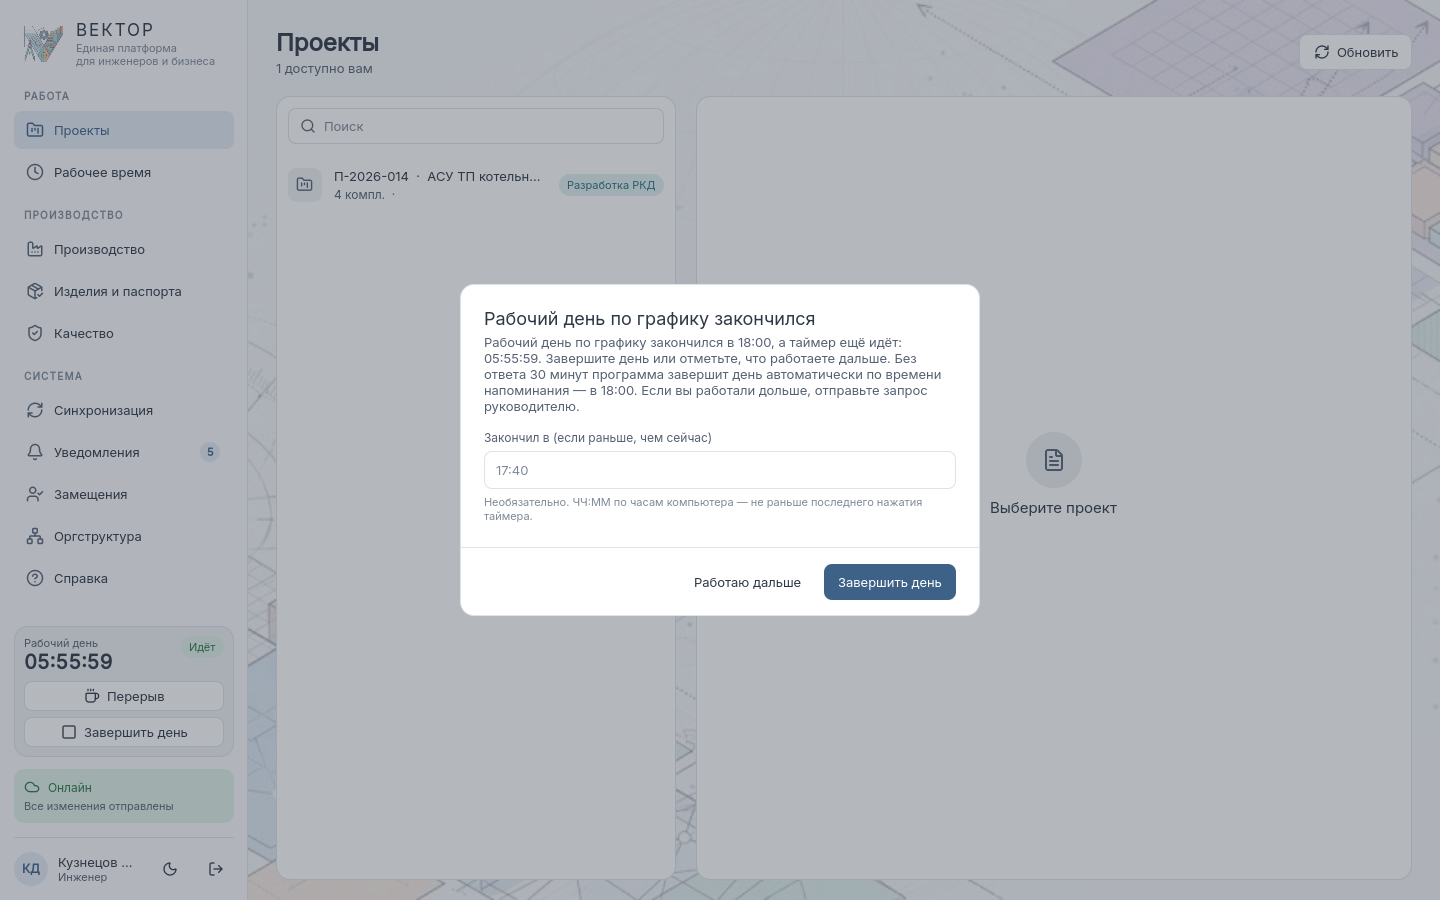 ВЕКТОР
Единая платформа
для инженеров и бизнеса
РАБОТА
Проекты
Рабочее время
ПРОИЗВОДСТВО
Производство
Изделия и паспорта
Качество
СИСТЕМА
Синхронизация
Уведомления 5
Замещения
Оргструктура
Справка
Рабочий день
Идёт
05:55:59
Перерыв
Завершить день
Онлайн
Все изменения отправлены
КД
Кузнецов ...
Инженер
Проекты
1 доступно вам
Обновить
Поиск
П-2026-014 · АСУ ТП котельн...
4 компл. ·
Разработка РКД
Выберите проект
Рабочий день по графику закончился
Рабочий день по графику закончился в 18:00, а таймер ещё идёт:
05:55:59. Завершите день или отметьте, что работаете дальше. Без
ответа 30 минут программа завершит день автоматически по времени
напоминания — в 18:00. Если вы работали дольше, отправьте запрос
руководителю.
Закончил в (если раньше, чем сейчас)
17:40
Необязательно. ЧЧ:ММ по часам компьютера — не раньше последнего нажатия
таймера.
Работаю дальше
Завершить день